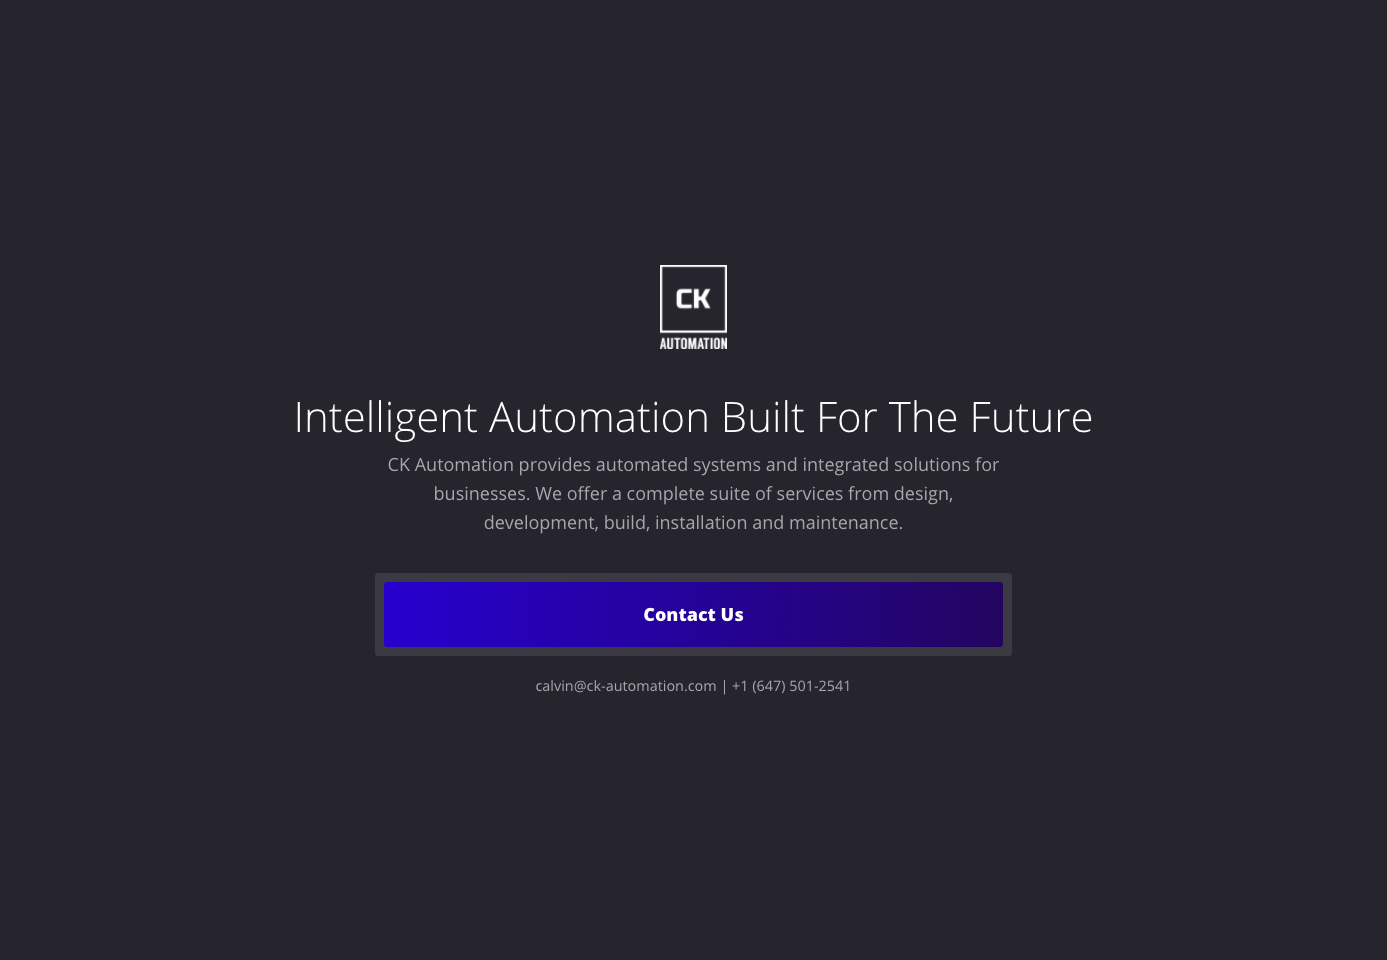 CK
AUTOMATION
Intelligent Automation Built For The Future
CK Automation provides automated systems and integrated solutions for
businesses. We offer a complete suite of services from design,
development, build, installation and maintenance.
Contact Us
calvin@ck-automation.com | +1 (647) 501-2541